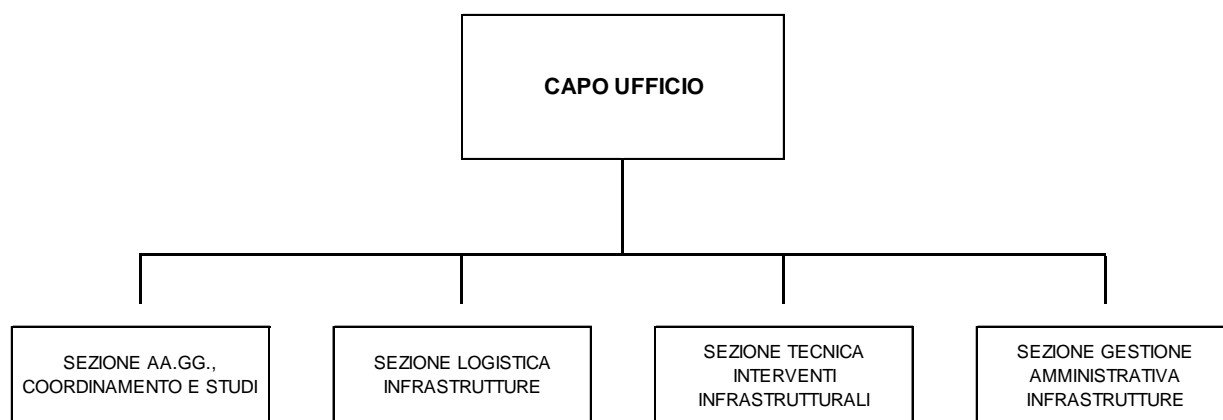 CAPO UFFICIO
SEZIONE AA.GG.,
COORDINAMENTO E STUDI
SEZIONE LOGISTICA
INFRASTRUTTURE
SEZIONE TECNICA
INTERVENTI
INFRASTRUTTURALI
SEZIONE GESTIONE
AMMINISTRATIVA
INFRASTRUTTURE